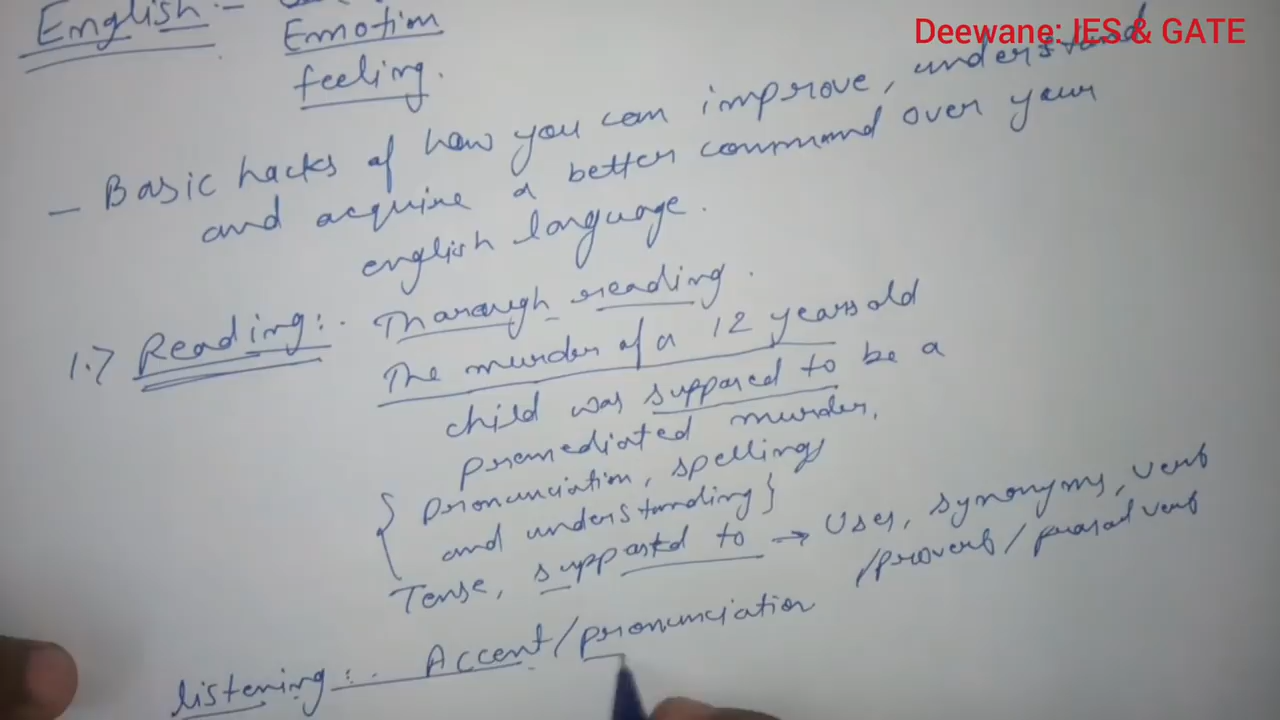 Deewane: IES & GATE
English:-
Emotion
feeling.
- Basic hacks of how you can improve, understand
and acquire a better command over your
english language.
1.7 Reading:- Thorough reading.
The murder of a 12 years old
child was supposed to be a
premediated murder.
{ pronunciation, spellings
and understanding }
Tense, supposed to → Uses, synonyms, verb
/proverb/phrasal verb
listening:- Accent/pronunciation